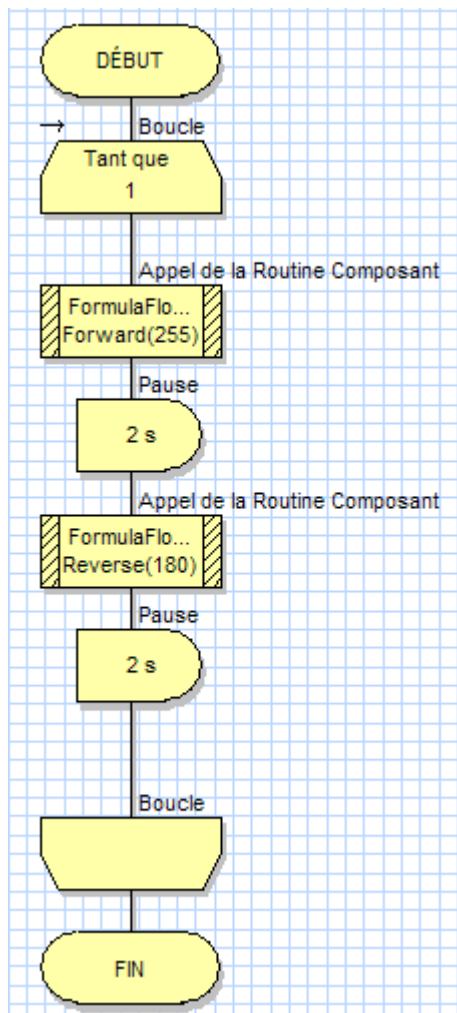 DÉBUT
Boucle
Tant que
1
Appel de la Routine Composant
FormulaFlo...
Forward(255)
Pause
2 s
Appel de la Routine Composant
FormulaFlo...
Reverse(180)
Pause
2 s
Boucle
FIN